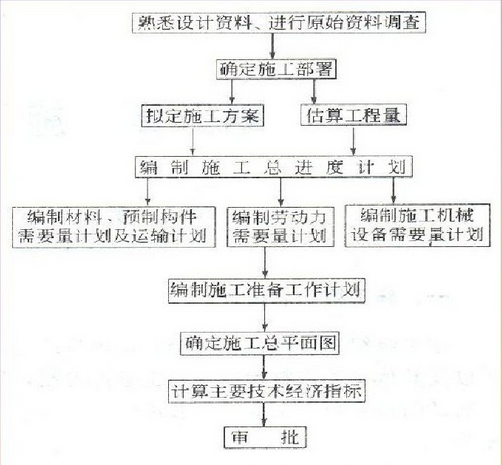 熟悉设计资料、进行原始资料调查
确定施工部署
拟定施工方案
估算工程量
编制施工总进度计划
编制材料、预制构件
需要量计划及运输计划
编制劳动力
需要量计划
编制施工机械
设备需要量计划
编制施工准备工作计划
确定施工总平面图
计算主要技术经济指标
审 批